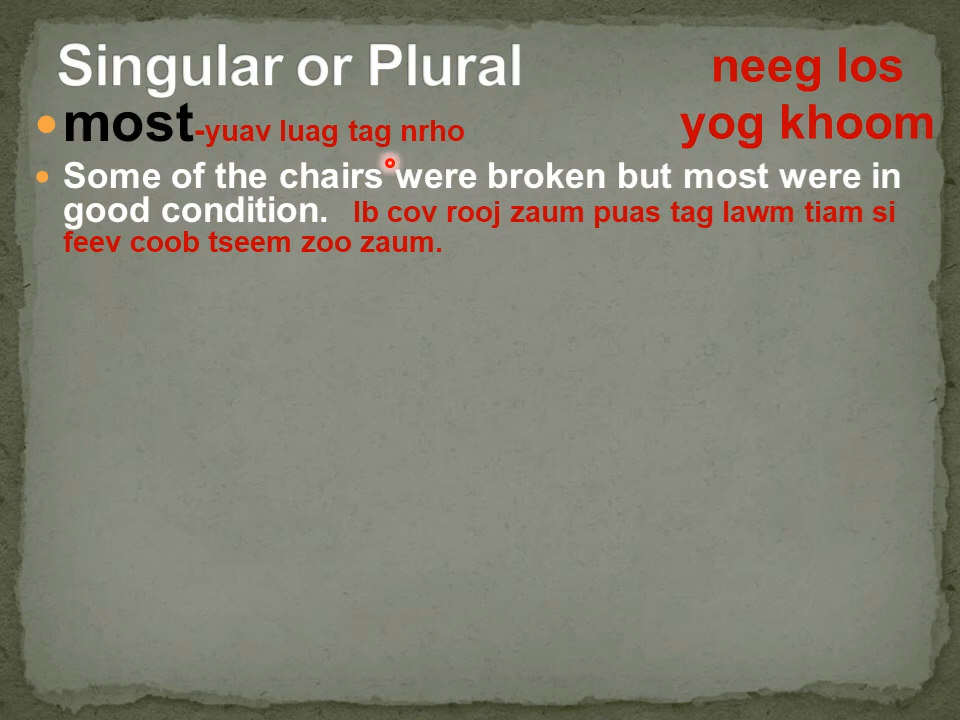 Singular or Plural
neeg los
yog khoom
most-yuav luag tag nrho
Some of the chairs were broken but most were in
good condition. Ib cov rooj zaum puas tag lawm tiam si
feev coob tseem zoo zaum.